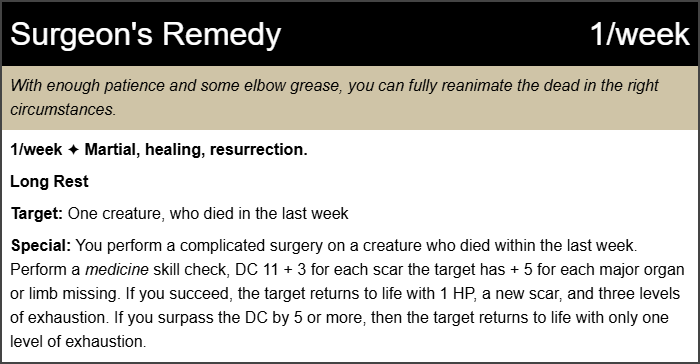 Surgeon's Remedy 1/week
With enough patience and some elbow grease, you can fully reanimate the dead in the right
circumstances.
1/week ✦ Martial, healing, resurrection.
Long Rest
Target: One creature, who died in the last week
Special: You perform a complicated surgery on a creature who died within the last week.
Perform a medicine skill check, DC 11 + 3 for each scar the target has + 5 for each major organ
or limb missing. If you succeed, the target returns to life with 1 HP, a new scar, and three levels
of exhaustion. If you surpass the DC by 5 or more, then the target returns to life with only one
level of exhaustion.